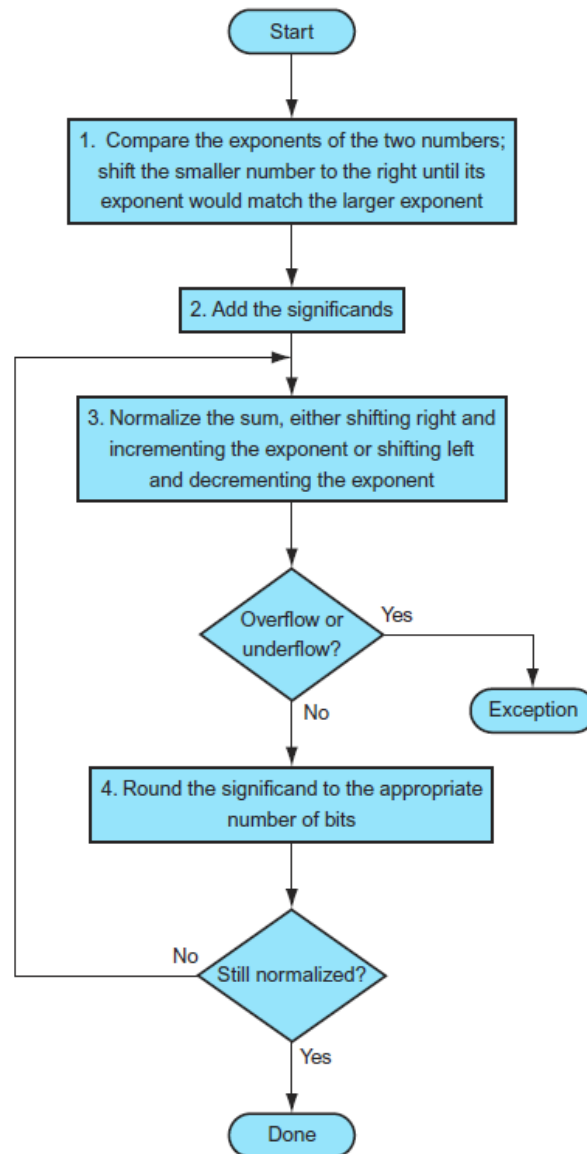 Start
1. Compare the exponents of the two numbers;
shift the smaller number to the right until its
exponent would match the larger exponent
2. Add the significands
3. Normalize the sum, either shifting right and
incrementing the exponent or shifting left
and decrementing the exponent
Overflow or
underflow?
Yes
No
Exception
4. Round the significand to the appropriate
number of bits
No
Still normalized?
Yes
Done